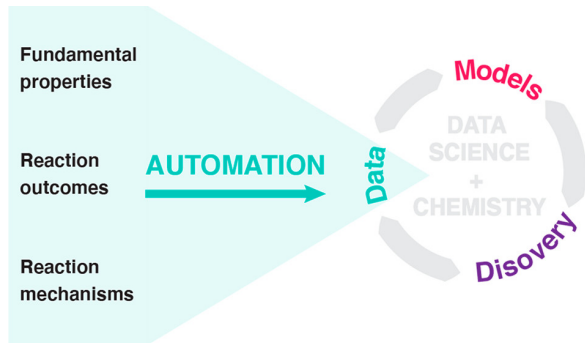 Fundamental
properties
Reaction
outcomes
Reaction
mechanisms
AUTOMATION
Data
Models
Disovery
DATA
SCIENCE
+
CHEMISTRY